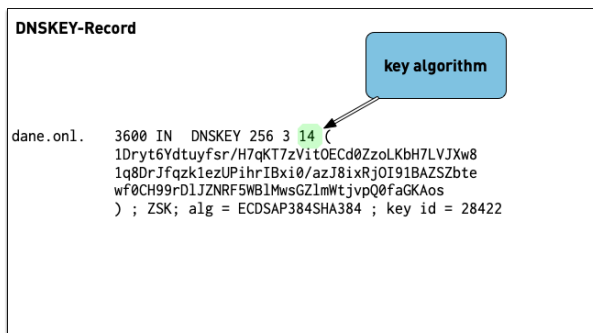 DNSKEY-Record
key algorithm
dane.onl. 3600 IN DNSKEY 256 3 14 (
1Dryt6Ydtuyfsr/H7qKT7zVitOECd0ZzoLKbH7LVJXw8
1q8DrJfqzk1ezUPihrIBxi0/azJ8ixRjOI91BAZSZbte
wf0CH99rDlJZNRF5WBlMwsGZlmWtjvpQ0faGKAos
) ; ZSK; alg = ECDSAP384SHA384 ; key id = 28422